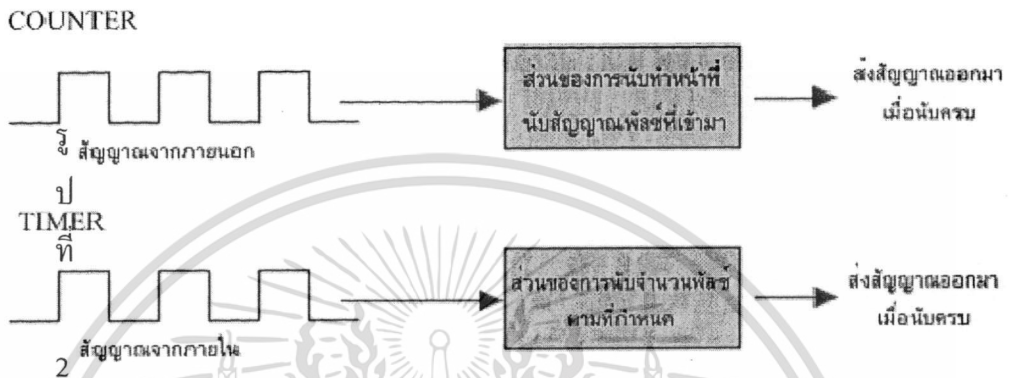 COUNTER
ส่วนของการนับทำหน้าที่
นับสัญญาณพัลซ์ที่เข้ามา
ส่งสัญญาณออกมา
เมื่อนับครบ
สัญญาณจากภายนอก
รู
ป
TIMER
ที่
ส่วนของการนับจำนวนพัลซ์
ตามที่กำหนด
ส่งสัญญาณออกมา
เมื่อนับครบ
สัญญาณจากภายใน
2